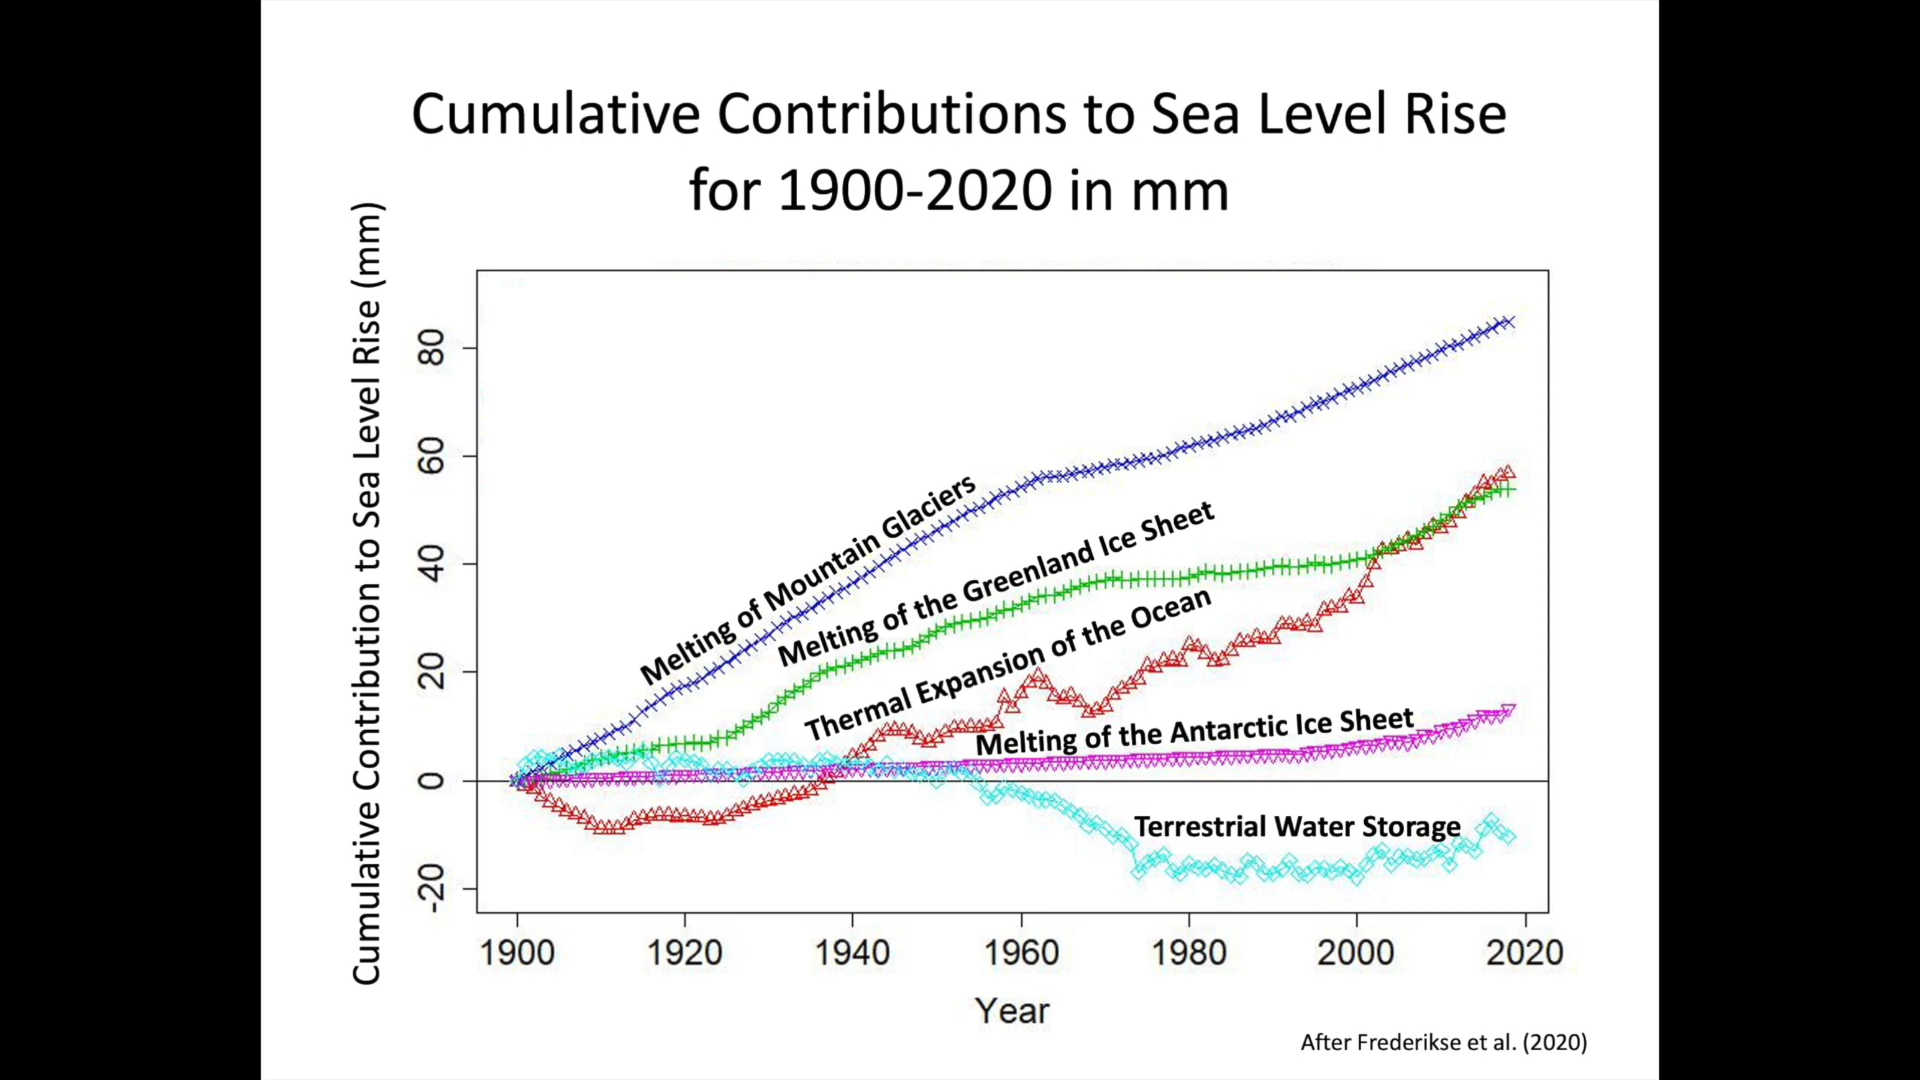 Cumulative Contributions to Sea Level Rise
for 1900-2020 in mm
Cumulative Contribution to Sea Level Rise (mm)
80
60
40
20
0
-20
Melting of Mountain Glaciers
Melting of the Greenland Ice Sheet
Thermal Expansion of the Ocean
Melting of the Antarctic Ice Sheet
Terrestrial Water Storage
1900 1920 1940 1960 1980 2000 2020
Year
After Frederikse et al. (2020)